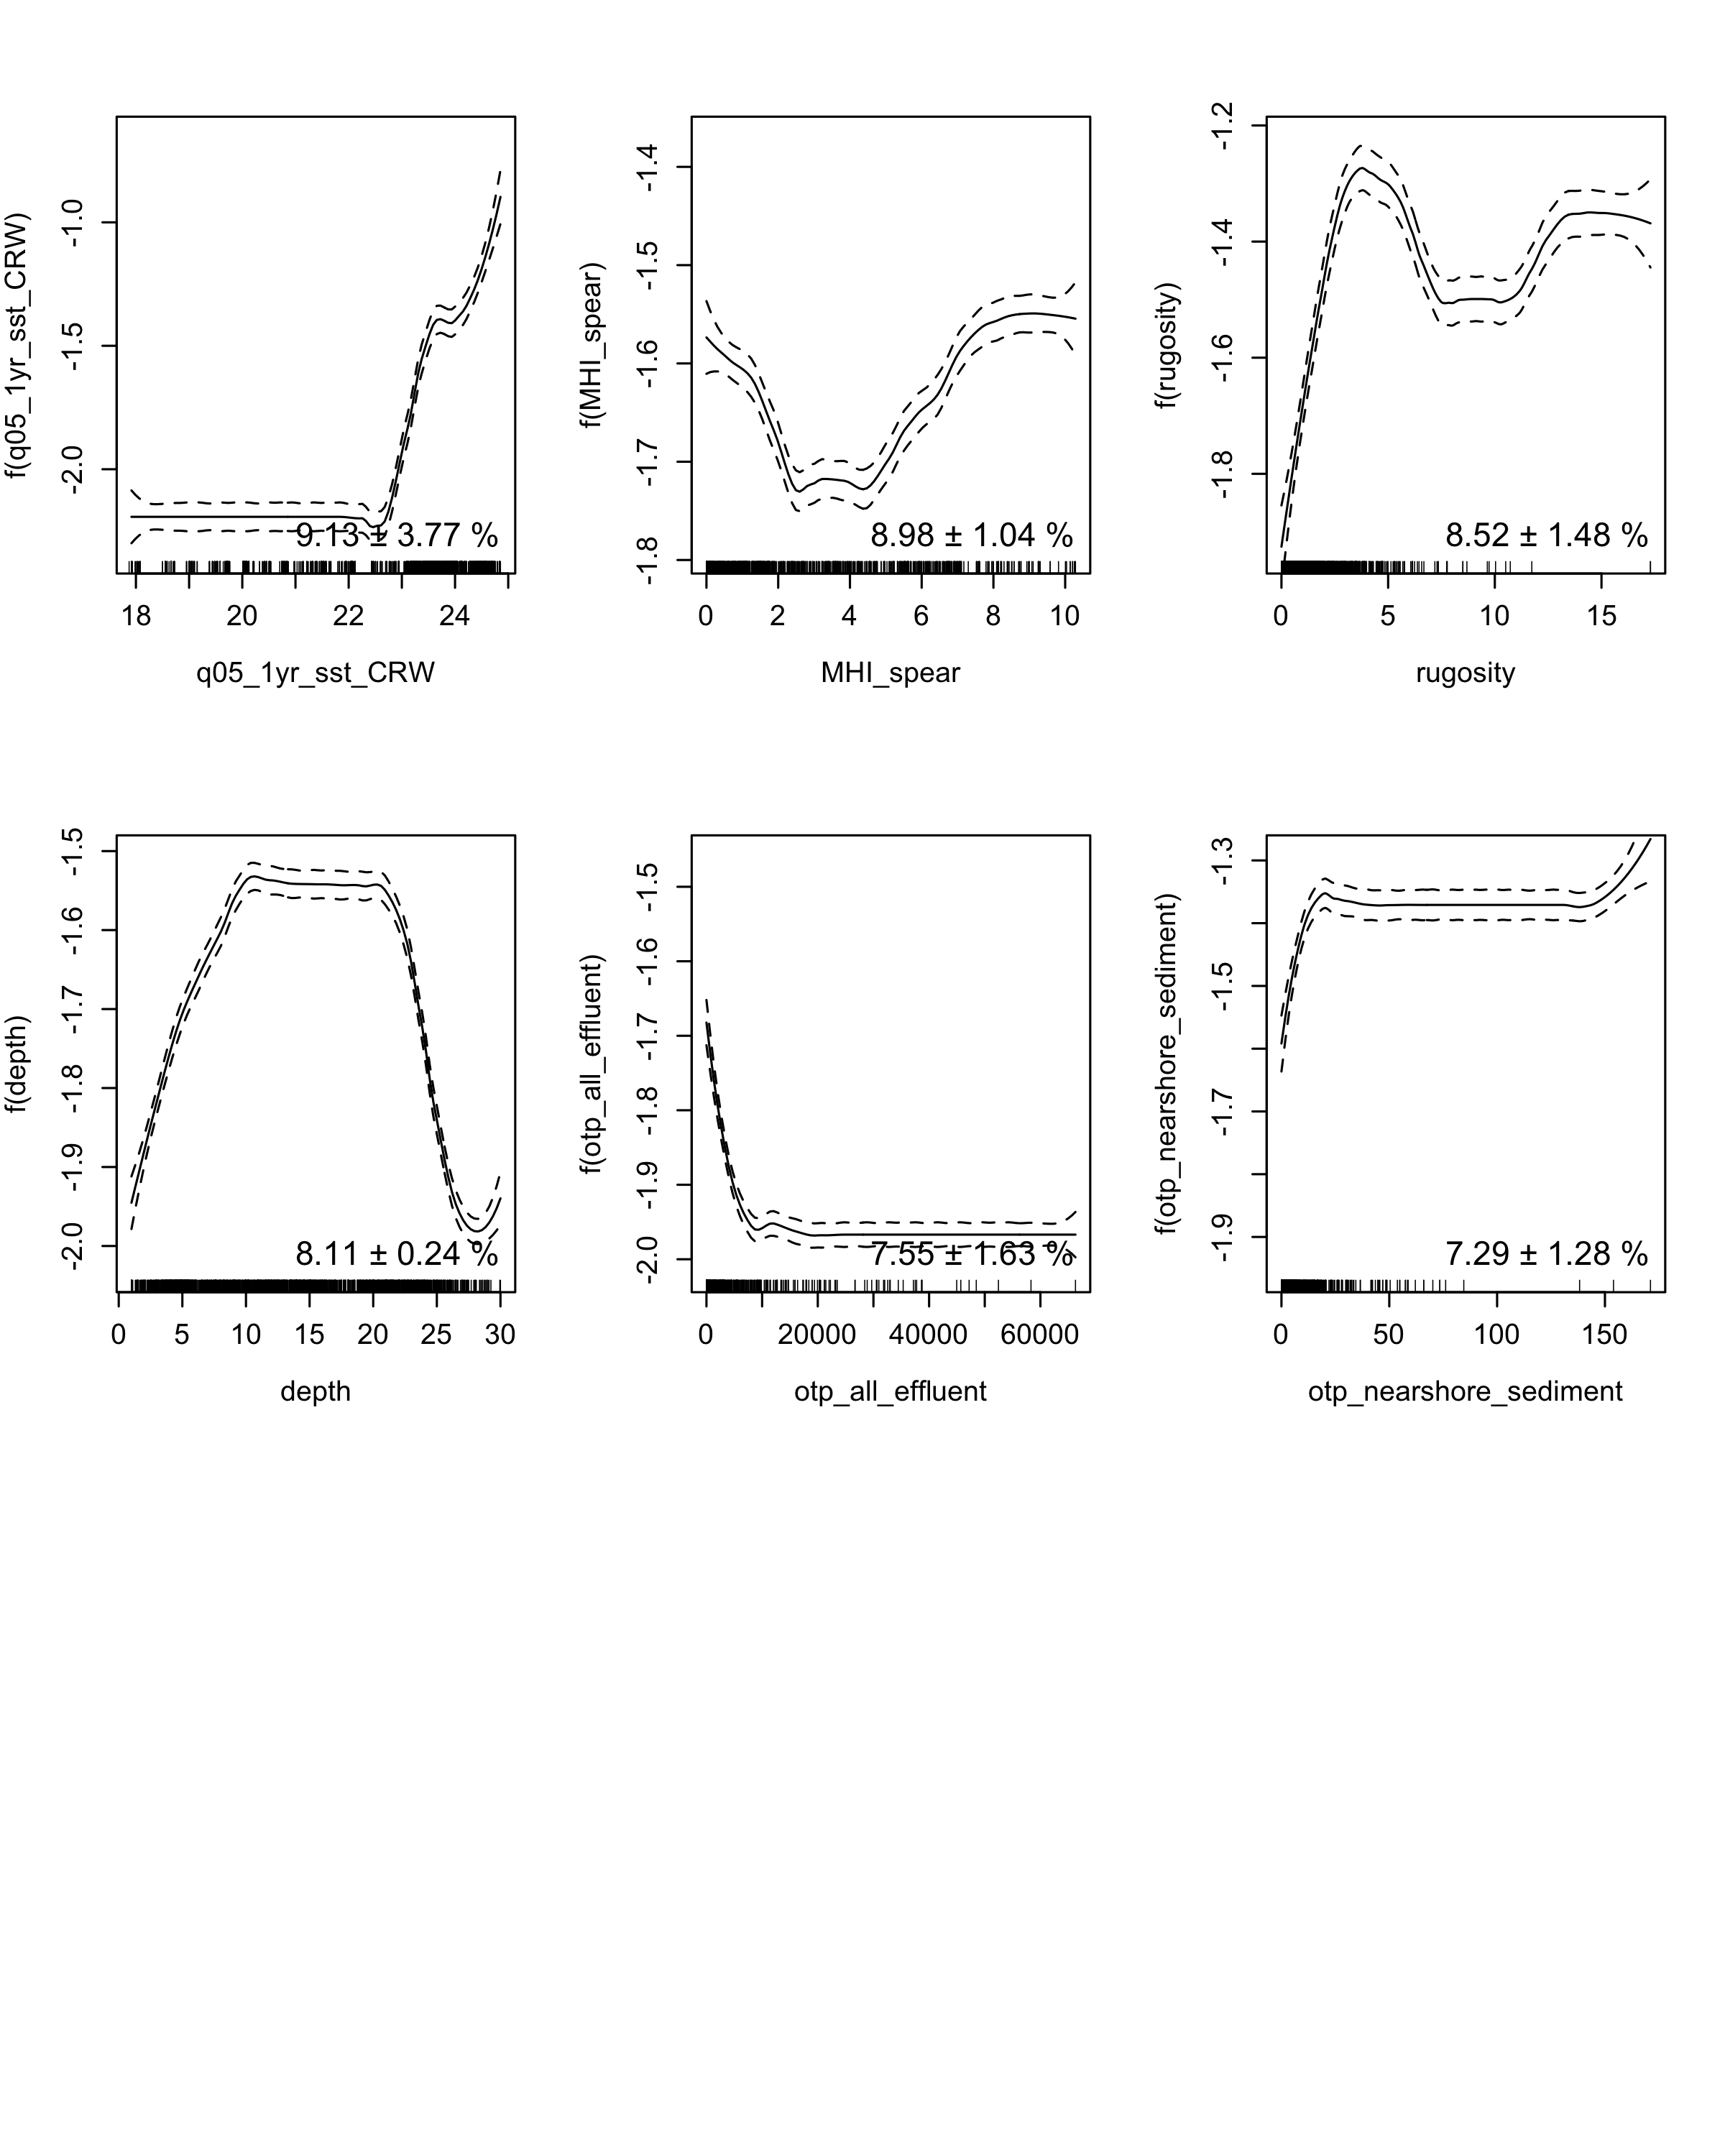 f(q05_1yr_sst_CRW)
-1.0
-1.5
-2.0
9.13 ± 3.77 %
18 20 22 24
q05_1yr_sst_CRW
f(MHI_spear)
-1.4
-1.5
-1.6
-1.7
-1.8
8.98 ± 1.04 %
0 2 4 6 8 10
MHI_spear
f(rugosity)
-1.2
-1.4
-1.6
-1.8
8.52 ± 1.48 %
0 5 10 15
rugosity
f(depth)
-1.5
-1.6
-1.7
-1.8
-1.9
-2.0
8.11 ± 0.24 %
0 5 10 15 20 25 30
depth
f(otp_all_effluent)
-1.5
-1.6
-1.7
-1.8
-1.9
-2.0
7.55 ± 1.63 %
0 20000 40000 60000
otp_all_effluent
f(otp_nearshore_sediment)
-1.3
-1.5
-1.7
-1.9
7.29 ± 1.28 %
0 50 100 150
otp_nearshore_sediment